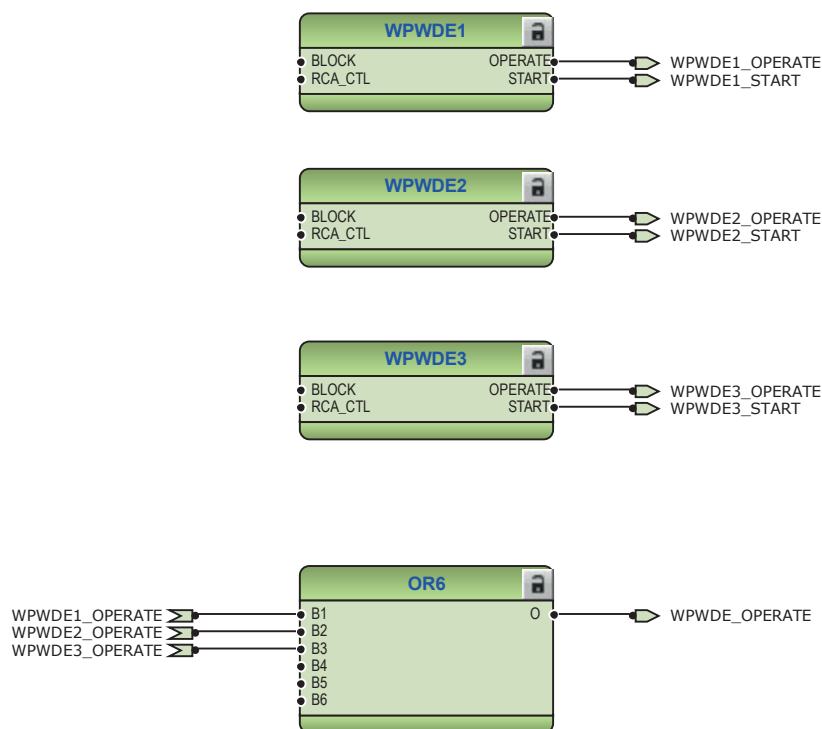 WPWDE1
BLOCK OPERATE WPWDE1_OPERATE
RCA_CTL START WPWDE1_START
WPWDE2
BLOCK OPERATE WPWDE2_OPERATE
RCA_CTL START WPWDE2_START
WPWDE3
BLOCK OPERATE WPWDE3_OPERATE
RCA_CTL START WPWDE3_START
OR6
WPWDE1_OPERATE B1 O WPWDE_OPERATE
WPWDE2_OPERATE B2
WPWDE3_OPERATE B3
B4
B5
B6